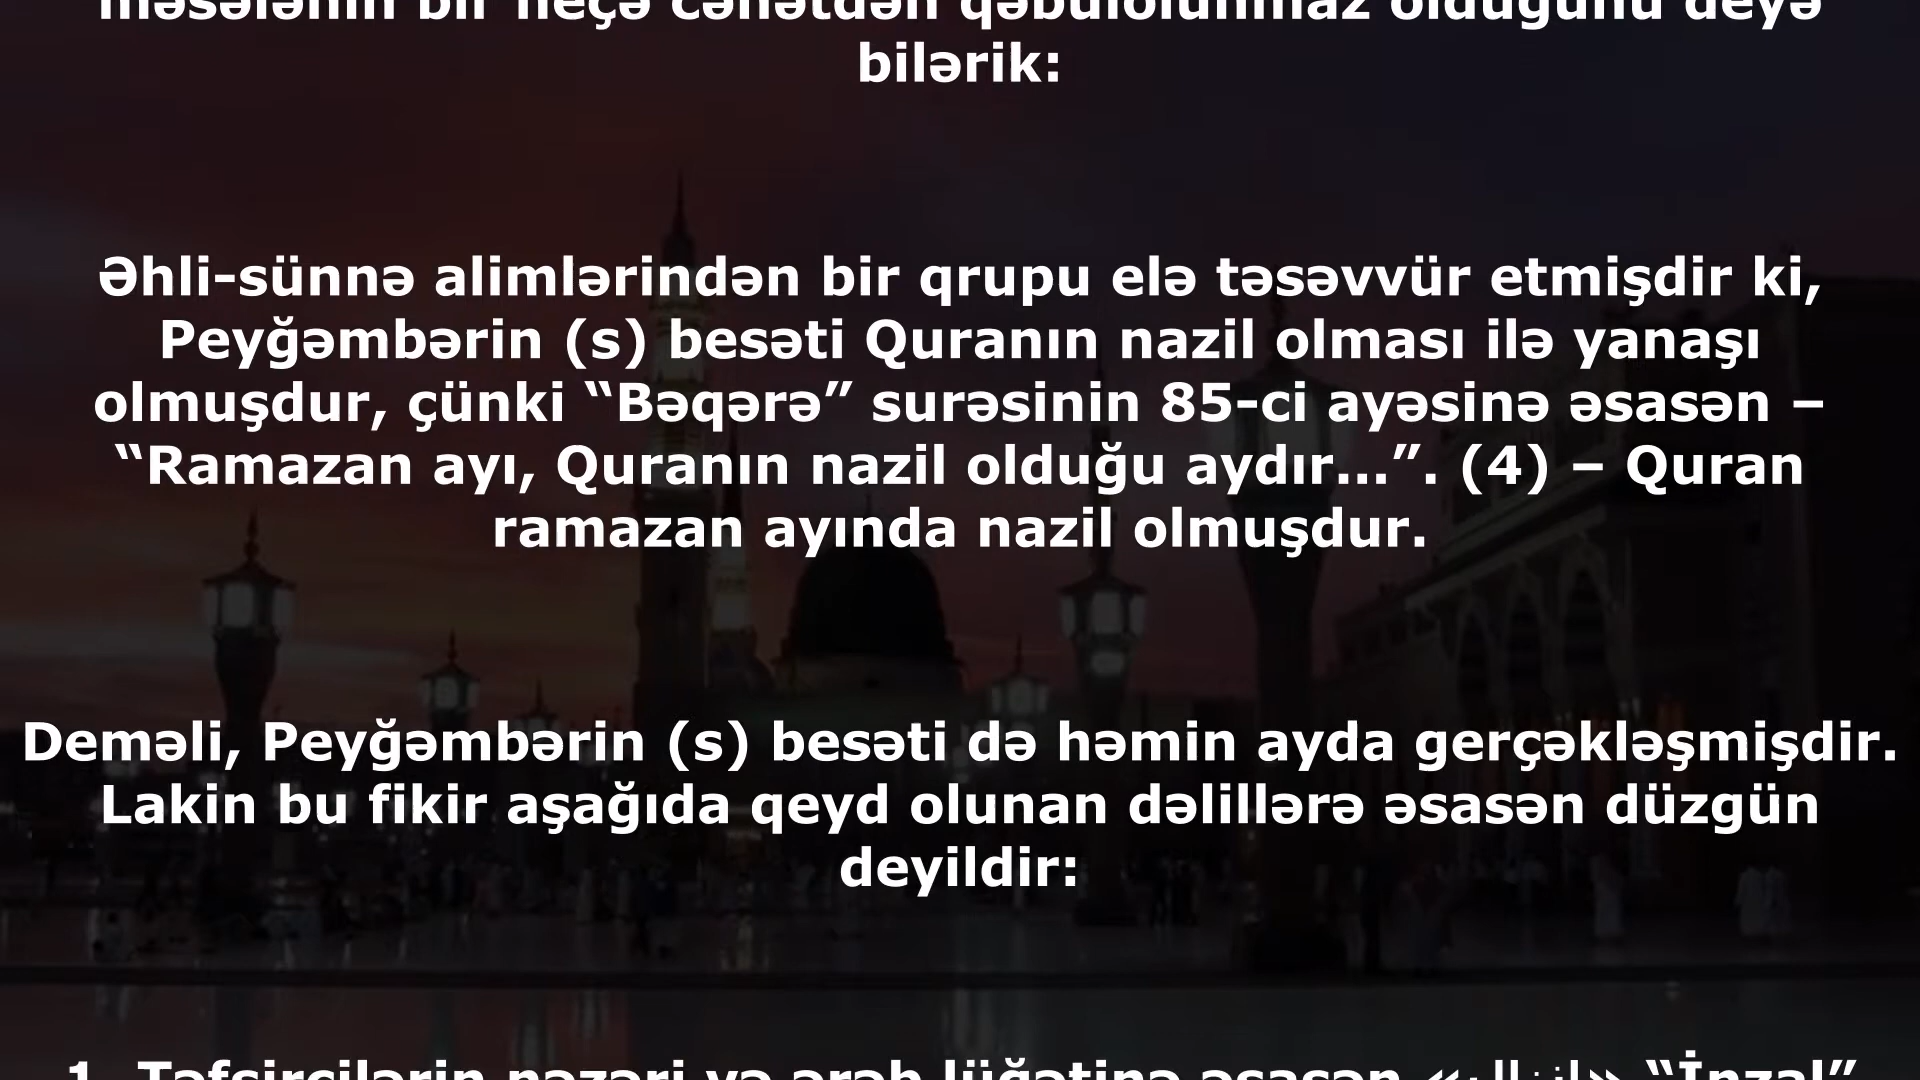 məsələnin bir neçə cəhətdən qəbulolunmaz olduğunu deyə
bilərik:
Əhli-sünnə alimlərindən bir qrupu elə təsəvvür etmişdir ki,
Peyğəmbərin (s) besəti Quranın nazil olması ilə yanaşı
olmuşdur, çünki “Bəqərə” surəsinin 85-ci ayəsinə əsasən –
“Ramazan ayı, Quranın nazil olduğu aydır...”. (4) – Quran
ramazan ayında nazil olmuşdur.
Deməli, Peyğəmbərin (s) besəti də həmin ayda gerçəkləşmişdir.
Lakin bu fikir aşağıda qeyd olunan dəlillərə əsasən düzgün
deyildir:
1. Təfsirçilərin nəzəri və ərəb lüğətinə əsasən «انزال» “İnzal”